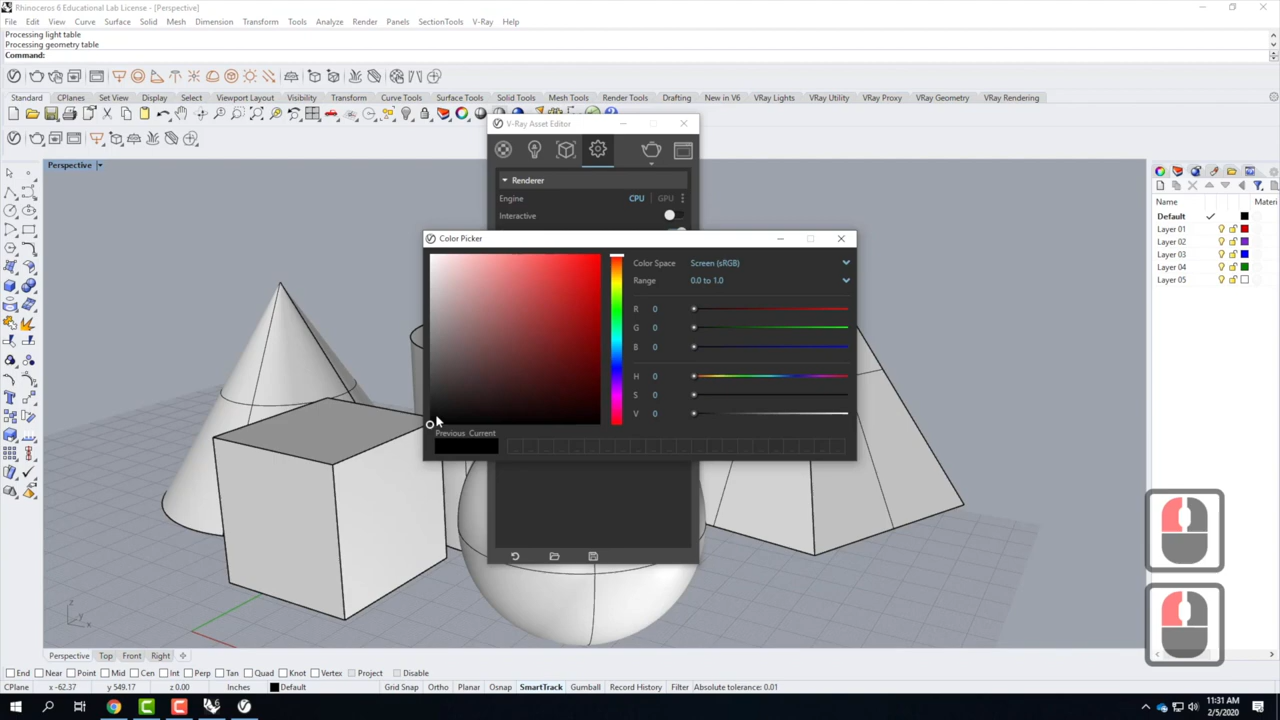 Rhinoceros 6 Educational Lab License - [Perspective]
File Edit View Curve Surface Solid Mesh Dimension Transform Tools Analyze Render Panels SectionTools V-Ray Help
Processing light table
Processing geometry table
Command:
Standard CPlanes Set View Display Select Viewport Layout Visibility Transform Curve Tools Surface Tools Solid Tools Mesh Tools Render Tools Drafting New in V6 VRay Lights VRay Utility VRay Proxy VRay Geometry VRay Rendering
V-Ray Asset Editor
Perspective
Renderer
Engine CPU GPU
Interactive
Name Materi
Default
Layer 01
Layer 02
Layer 03
Layer 04
Layer 05
Color Picker
Color Space Screen (sRGB)
Range 0.0 to 1.0
R 0
G 0
B 0
H 0
S 0
V 0
Previous Current
z
y
x
Perspective Top Front Right
End Near Point Mid Cen Int Perp Tan Quad Knot Vertex Project Disable
CPlane x -62.37 y 549.17 z 0.00 Inches Default Grid Snap Ortho Planar Osnap SmartTrack Gumball Record History Filter Absolute tolerance: 0.01
11:31 AM
2/5/2020